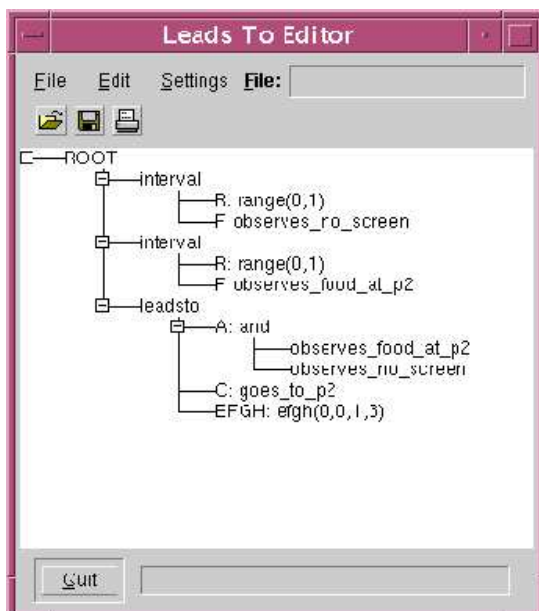 Leads To Editor
File Edit Settings File:
ROOT
interval
R: range(0,1)
F observes_no_screen
interval
R: range(0,1)
F observes_food_at_p2
leadsto
A: and
observes_food_at_p2
observes_no_screen
C: goes_to_p2
EFGH: efgh(0,0,1,3)
Quit